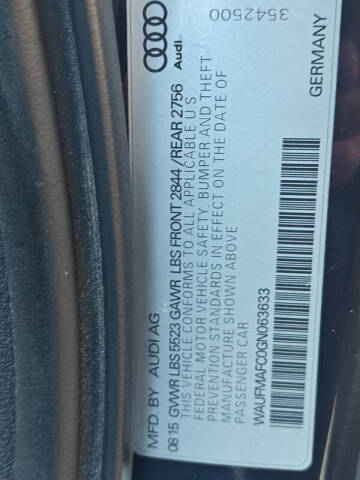 MFD. BY AUDI AG
08 15 GVWR LBS 5523 GAWR LBS FRONT 2844 / REAR 2756
THIS VEHICLE CONFORMS TO ALL APPLICABLE U S
FEDERAL MOTOR VEHICLE SAFETY, BUMPER AND THEFT
PREVENTION STANDARDS IN EFFECT ON THE DATE OF
MANUFACTURE SHOWN ABOVE
PASSENGER CAR
WAUFMAFC0GN063633
Audi
3542500
GERMANY